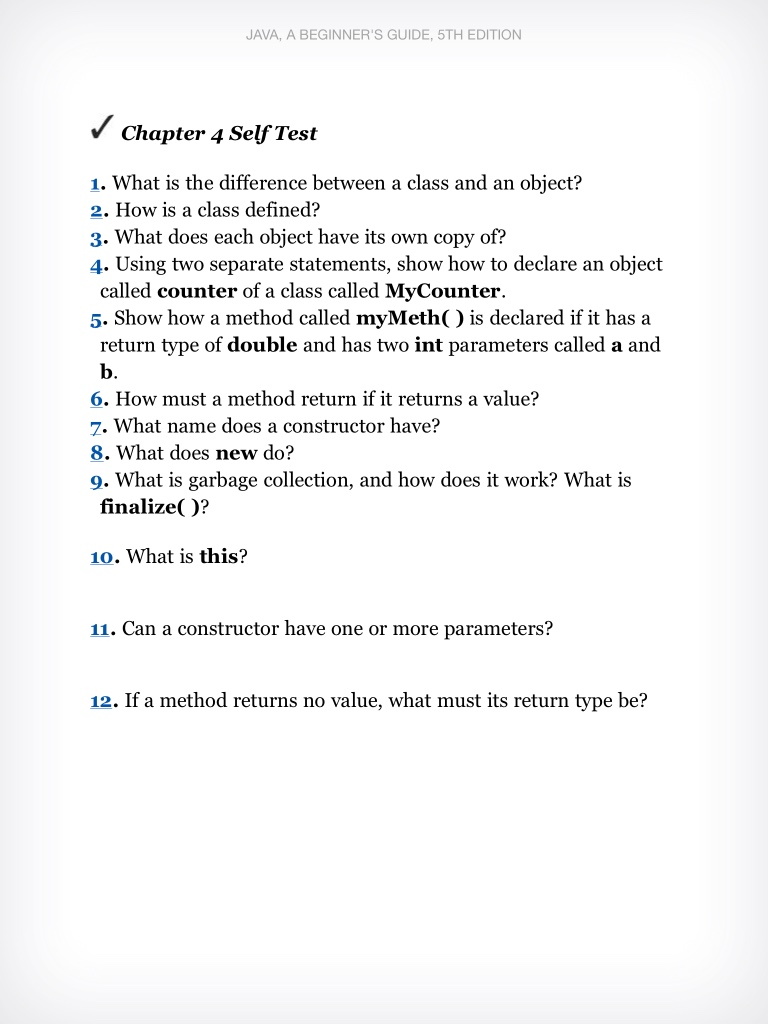 JAVA, A BEGINNER'S GUIDE, 5TH EDITION
✓ Chapter 4 Self Test
1. What is the difference between a class and an object?
2. How is a class defined?
3. What does each object have its own copy of?
4. Using two separate statements, show how to declare an object
called counter of a class called MyCounter.
5. Show how a method called myMeth( ) is declared if it has a
return type of double and has two int parameters called a and
b.
6. How must a method return if it returns a value?
7. What name does a constructor have?
8. What does new do?
9. What is garbage collection, and how does it work? What is
finalize( )?
10. What is this?
11. Can a constructor have one or more parameters?
12. If a method returns no value, what must its return type be?